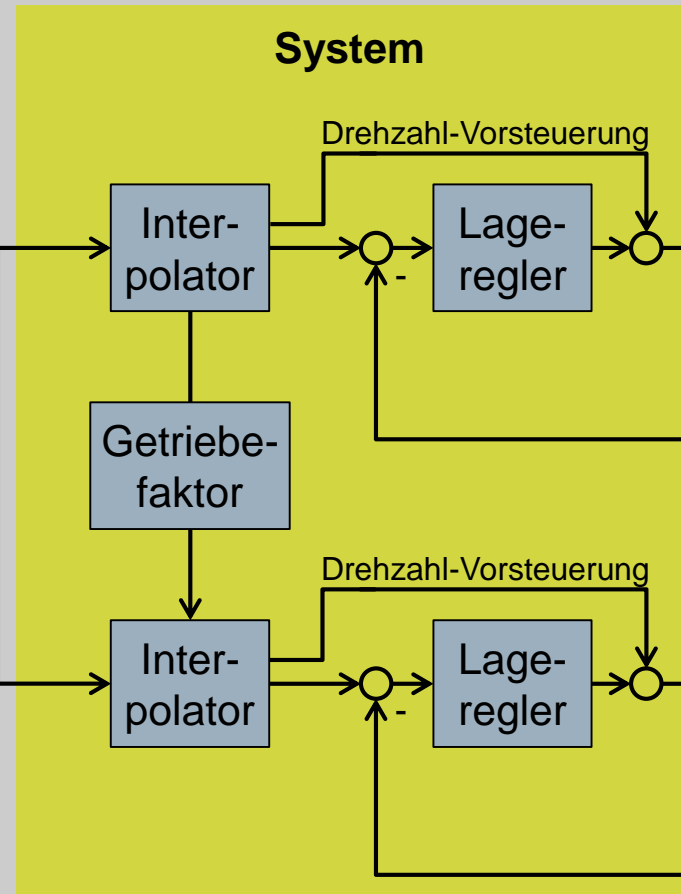 System
Drehzahl-Vorsteuerung
Inter-
polator
-
Lage-
regler
Getriebe-
faktor
Drehzahl-Vorsteuerung
Inter-
polator
-
Lage-
regler